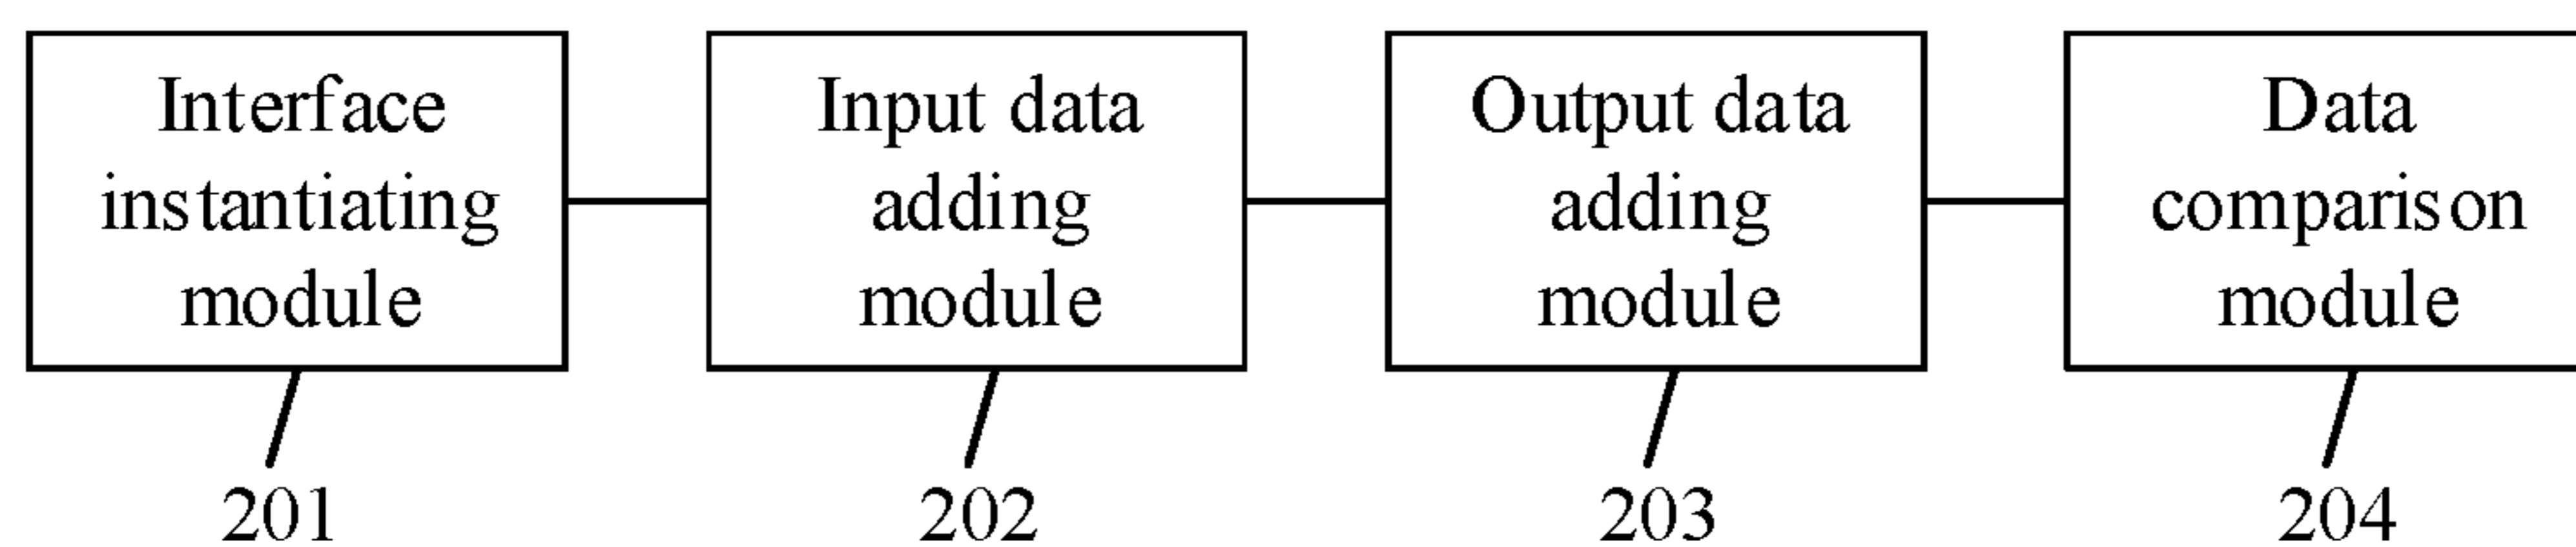 Interface
instantiating
module
Input data
adding
module
Output data
adding
module
Data
comparison
module
201
202
203
204